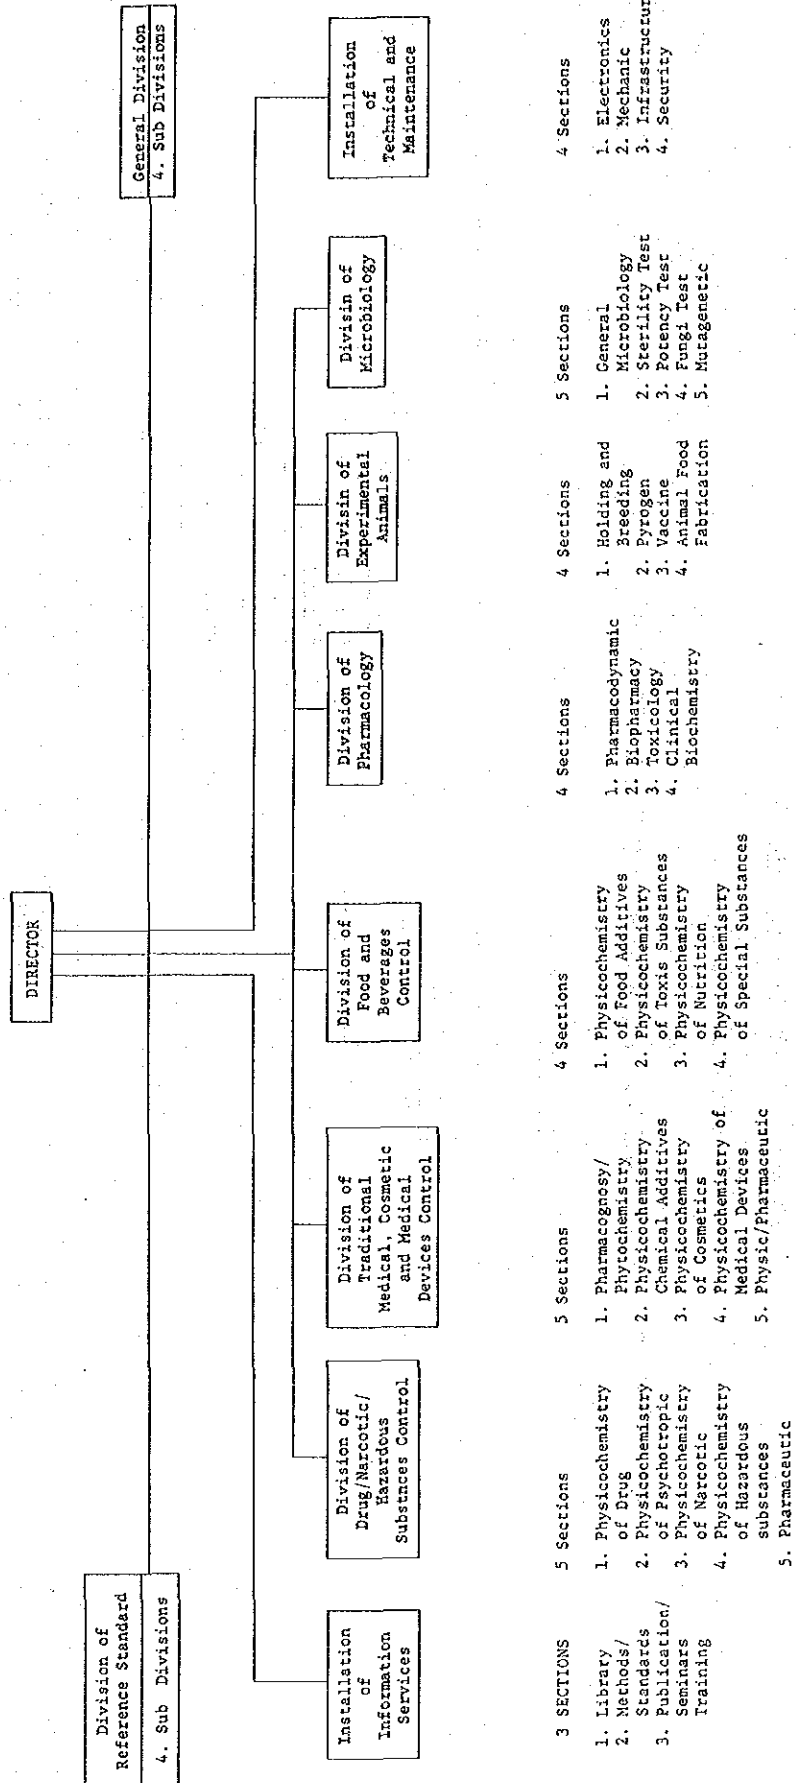 DIRECTOR
Division of
Reference Standard
4. Sub Divisions
General Division
4. Sub Divisions
Installation
of
Information
Services
Division of
Drug/Narcotic/
Hazardous
Substnces Control
Division of
Traditional
Medical, Cosmetic
and Medical
Devices Control
Division of
Food and
Beverages
Control
Division of
Pharmacology
Divisin of
Experimental
Animals
Divisin of
Microbiology
Installation
of
Technical and
Maintenance
3 SECTIONS
1. Library
2. Methods/
Standards
3. Publication/
Seminars
Training
5 Sections
1. Physicochemistry
of Drug
2. Physicochemistry
of Psychotropic
3. Physicochemistry
of Narcotic
4. Physicochemistry
of Hazardous
substances
5. Pharmaceutic
5 Sections
1. Pharmacognosy/
Phytochemistry
2. Physicochemistry
Chemical Additives
3. Physicochemistry
of Cosmetics
4. Physicochemistry of
Medical Devices
5. Physic/Pharmaceutic
4 Sections
1. Physicochemistry
of Food Additives
2. Physicochemistry
of Toxis Substances
3. Physicochemistry
of Nutrition
4. Physicochemistry
of Special Substances
4 Sections
1. Pharmacodynamic
2. Biopharmacy
3. Toxicology
4. Clinical
Biochemistry
4 Sections
1. Holding and
Breeding
2. Pyrogen
3. Vaccine
4. Animal Food
Fabrication
5 Sections
1. General
Microbiology
2. Sterility Test
3. Potency Test
4. Fungi Test
5. Mutagenetic
4 Sections
1. Electronics
2. Mechanic
3. Infrastructur
4. Security